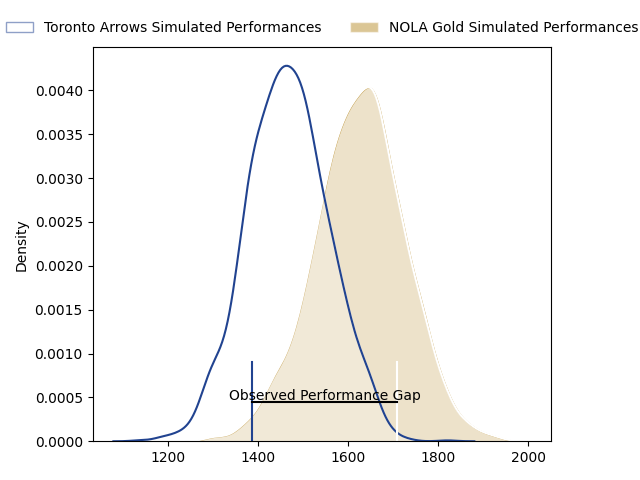 Toronto Arrows Simulated Performances NOLA Gold Simulated Performances
0.0040
0.0035
0.0030
0.0025
0.0020
0.0015
0.0010
0.0005
0.0000
Density
Observed Performance Gap
1200 1400 1600 1800 2000